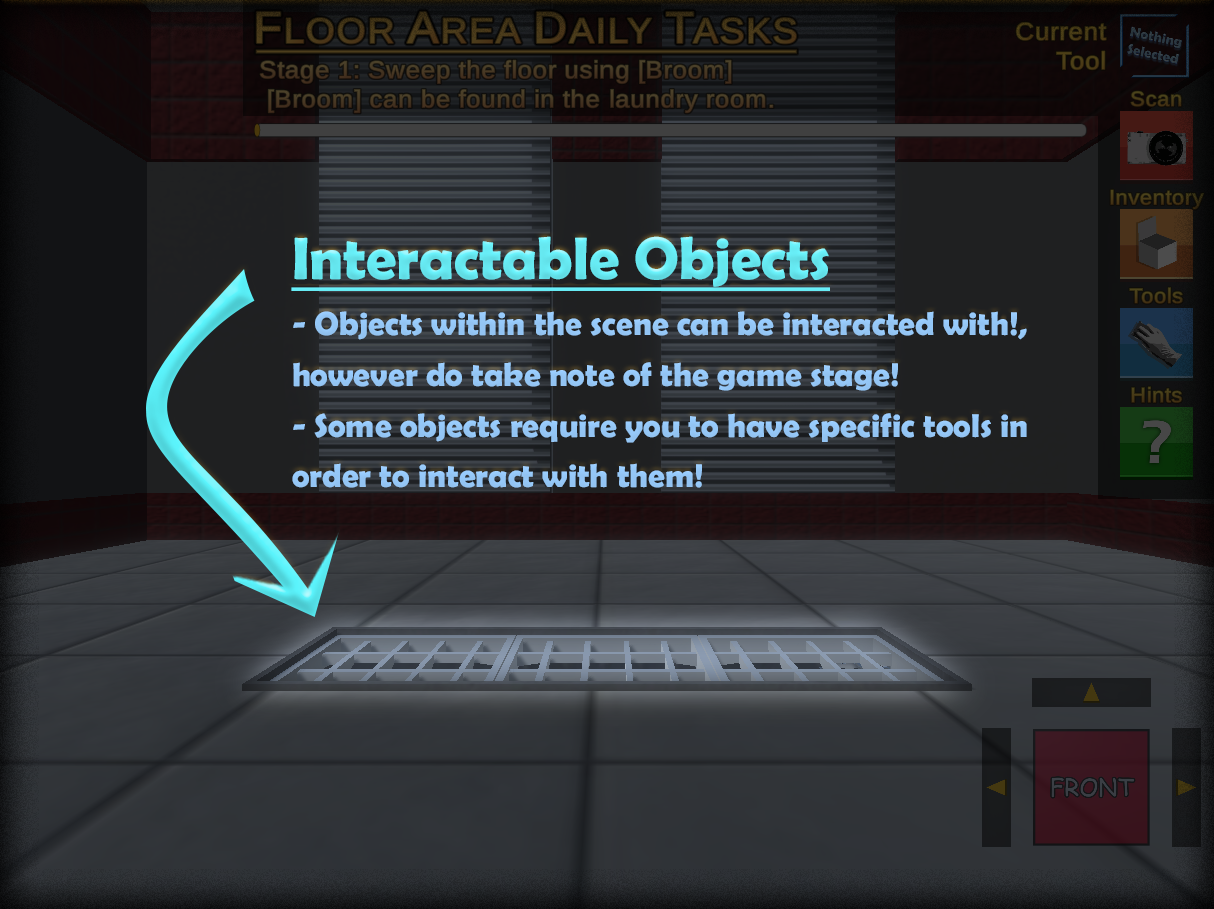 FLOOR AREA DAILY TASKS
Stage 1: Sweep the floor using [Broom]
[Broom] can be found in the laundry room.
Current
Tool
Nothing
Selected
Scan
Inventory
Tools
Hints
?
Interactable Objects
- Objects within the scene can be interacted with!,
however do take note of the game stage!
- Some objects require you to have specific tools in
order to interact with them!
FRONT